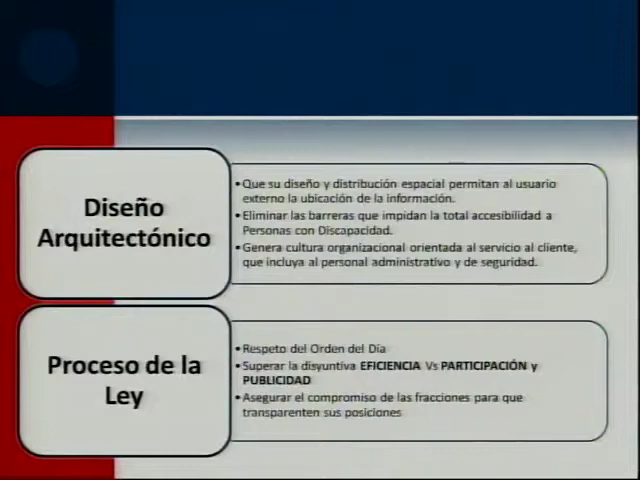 Diseño
Arquitectónico
• Que su diseño y distribución espacial permitan al usuario
externo la ubicación de la información.
• Eliminar las barreras que impidan la total accesibilidad a
Personas con Discapacidad.
• Genera cultura organizacional orientada al servicio al cliente,
que incluya al personal administrativo y de seguridad.
Proceso de la
Ley
• Respeto del Orden del Día
• Superar la disyuntiva EFICIENCIA Vs PARTICIPACIÓN y
PUBLICIDAD
• Asegurar el compromiso de las fracciones para que
transparenten sus posiciones